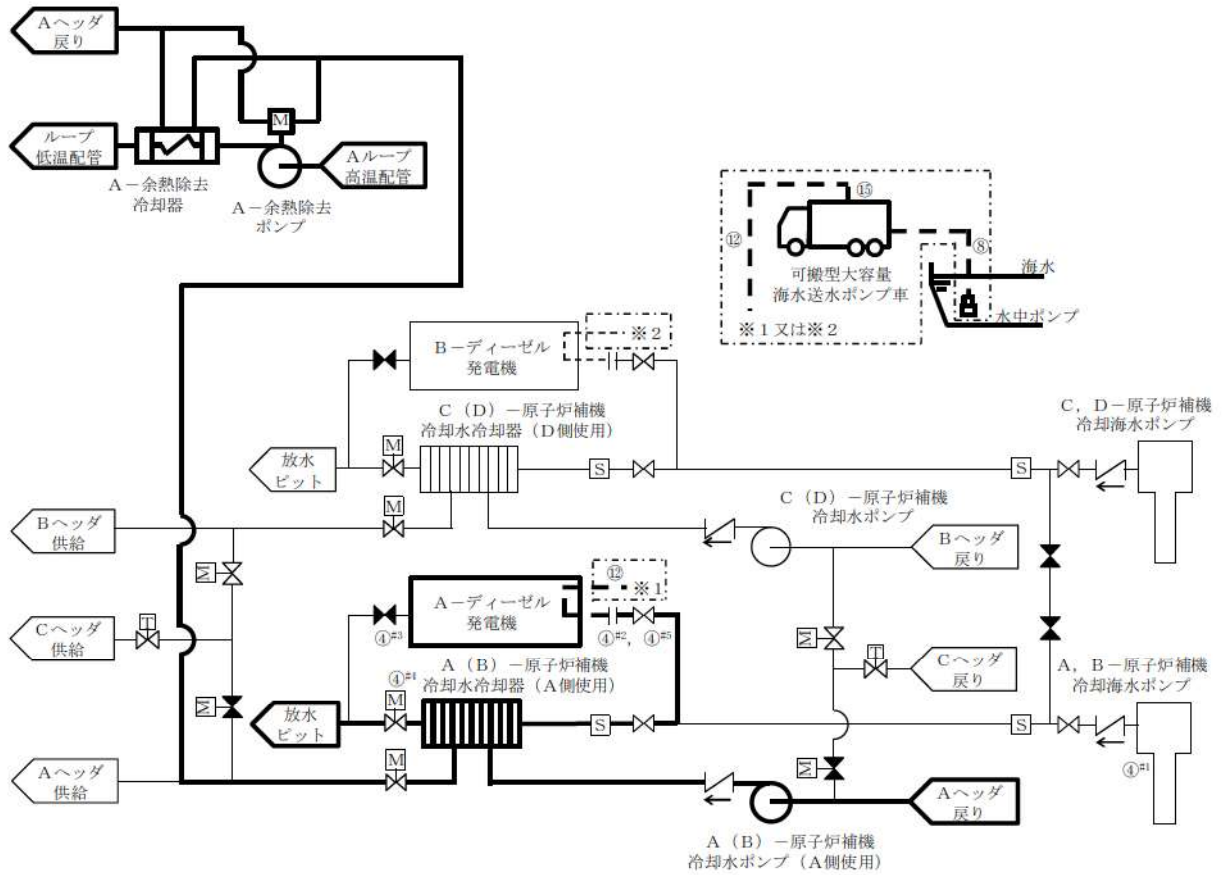 Aヘッダ
戻り
ループ
低温配管
M
Aループ
高温配管
A－余熱除去
冷却器
A－余熱除去
ポンプ
⑮
⑫
⑧
可搬型大容量
海水送水ポンプ車
海水
水中ポンプ
※1又は※2
B－ディーゼル
発電機
※2
C（D）－原子炉補機
冷却水冷却器（D側使用）
C，D－原子炉補機
冷却海水ポンプ
放水
ピット
M
S
S
M
C（D）－原子炉補機
冷却水ポンプ
Bヘッダ
供給
Bヘッダ
戻り
M
⑫
※1
A－ディーゼル
発電機
④#3
④#2，④#5
Cヘッダ
供給
T
M
T
Cヘッダ
戻り
A，B－原子炉補機
冷却海水ポンプ
A（B）－原子炉補機
冷却水冷却器（A側使用）
④#4
M
放水
ピット
M
S
S
④#1
Aヘッダ
供給
M
M
Aヘッダ
戻り
A（B）－原子炉補機
冷却水ポンプ（A側使用）